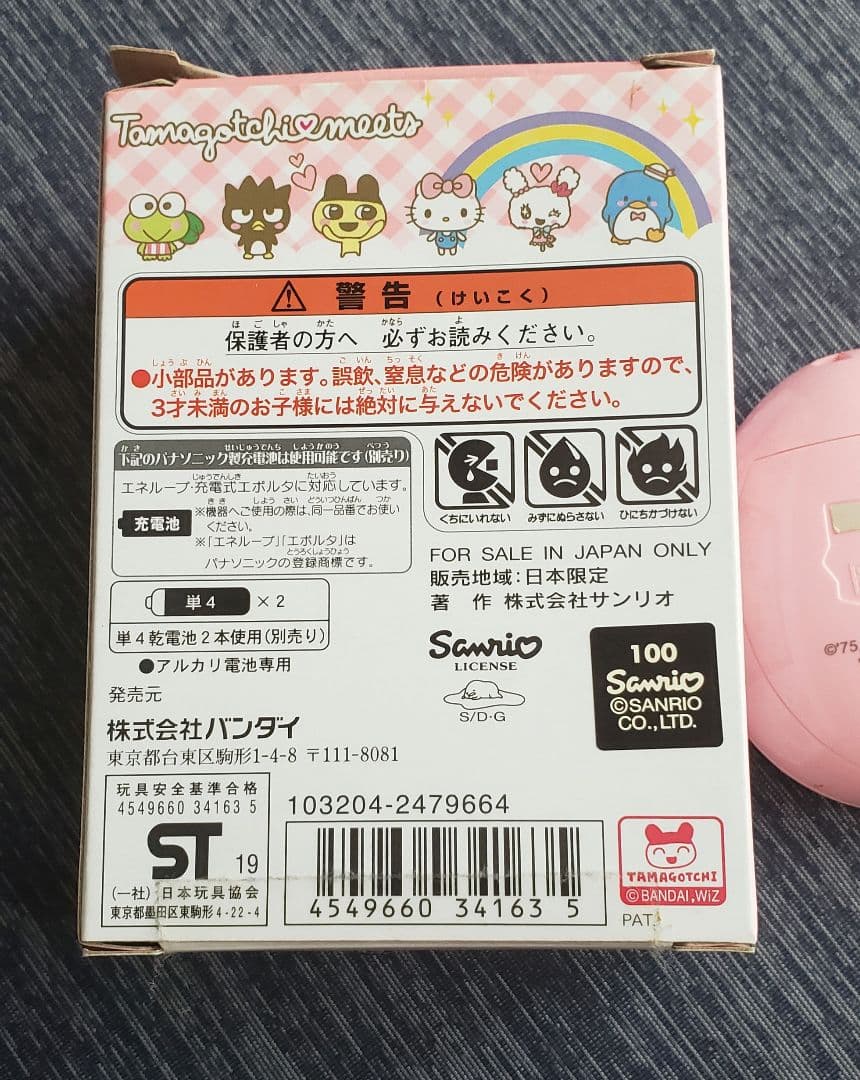 Tamagotchi meets
警告 (けいこく)
保護者の方へ 必ずお読みください。
●小部品があります。誤飲、窒息などの危険がありますので、
3才未満のお子様には絶対に与えないでください。
下記のパナソニック製充電池は使用可能です(別売り)
エネループ・充電式エボルタに対応しています。
充電池
※機器へご使用の際は、同一品番でお使い
ください。
※「エネループ」「エボルタ」は
パナソニックの登録商標です。
単4 ×2
単4乾電池2本使用(別売り)
●アルカリ電池専用
くちにいれない みずにぬらさない ひにちかづけない
FOR SALE IN JAPAN ONLY
販売地域:日本限定
著作 株式会社サンリオ
Sanrio
LICENSE
S/D·G
100
Sanrio
©SANRIO
CO.,LTD.
発売元
株式会社バンダイ
東京都台東区駒形1-4-8 〒111-8081
玩具安全基準合格
4549660 34163 5
ST 19
(一社)日本玩具協会
東京都墨田区東駒形4-22-4
103204-2479664
4549660 34163 5
TAMAGOTCHI
©BANDAI,WiZ
PAT.
©'75,